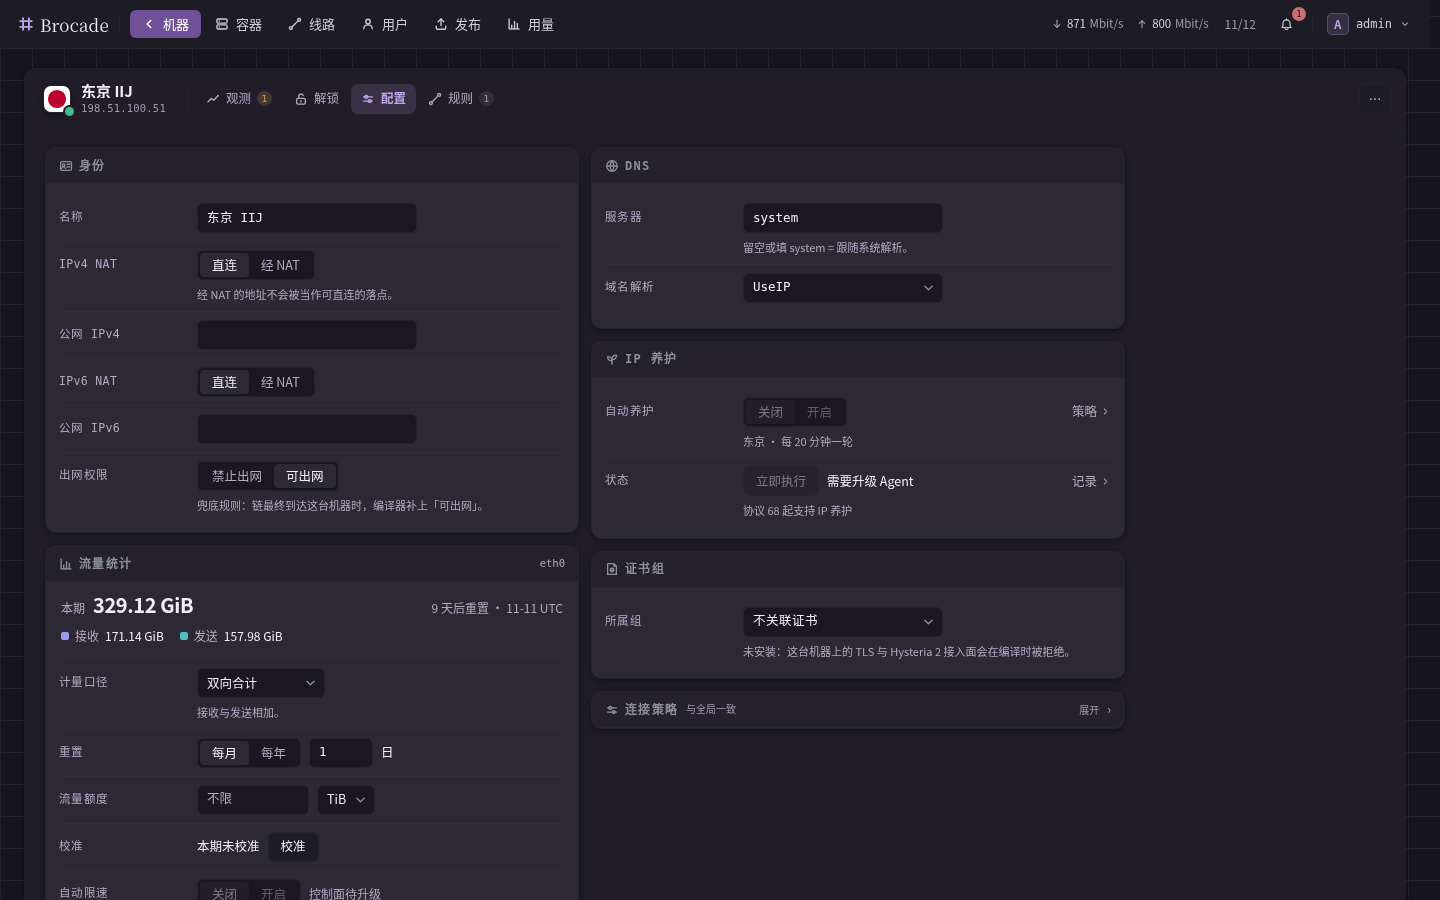 Brocade
机器
容器
线路
用户
发布
用量
871 Mbit/s
800 Mbit/s
11/12
1
A
admin
东京 IIJ
198.51.100.51
观测 1
解锁
配置
规则 1
身份
名称
东京 IIJ
IPv4 NAT
直连
经 NAT
经 NAT 的地址不会被当作可直连的落点。
公网 IPv4
IPv6 NAT
直连
经 NAT
公网 IPv6
出网权限
禁止出网
可出网
兜底规则：链最终到达这台机器时，编译器补上「可出网」。
流量统计
eth0
本期 329.12 GiB
9 天后重置 · 11-11 UTC
接收 171.14 GiB
发送 157.98 GiB
计量口径
双向合计
接收与发送相加。
重置
每月
每年
1
日
流量额度
不限
TiB
校准
本期未校准
校准
自动限速
关闭
开启
控制面待升级
DNS
服务器
system
留空或填 system = 跟随系统解析。
域名解析
UseIP
IP 养护
自动养护
关闭
开启
策略
东京 · 每 20 分钟一轮
状态
立即执行
需要升级 Agent
记录
协议 68 起支持 IP 养护
证书组
所属组
不关联证书
未安装：这台机器上的 TLS 与 Hysteria 2 接入面会在编译时被拒绝。
连接策略 与全局一致
展开